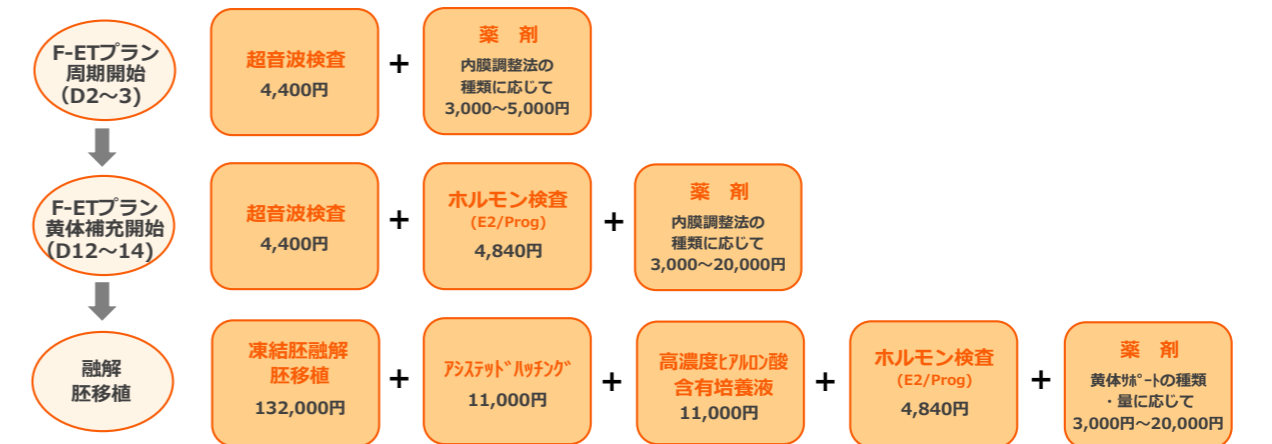 F-ETプラン
周期開始
(D2～3)
超音波検査
4,400円
+
薬　剤
内膜調整法の
種類に応じて
3,000～5,000円
F-ETプラン
黄体補充開始
(D12～14)
超音波検査
4,400円
+
ホルモン検査
(E2/Prog)
4,840円
+
薬　剤
内膜調整法の
種類に応じて
3,000～20,000円
融解
胚移植
凍結胚融解
胚移植
132,000円
+
ｱｼｽﾃｯﾄﾞﾊｯﾁﾝｸﾞ
11,000円
+
高濃度ﾋｱﾙﾛﾝ酸
含有培養液
11,000円
+
ホルモン検査
(E2/Prog)
4,840円
+
薬　剤
黄体ｻﾎﾟｰﾄの種類
・量に応じて
3,000円～20,000円